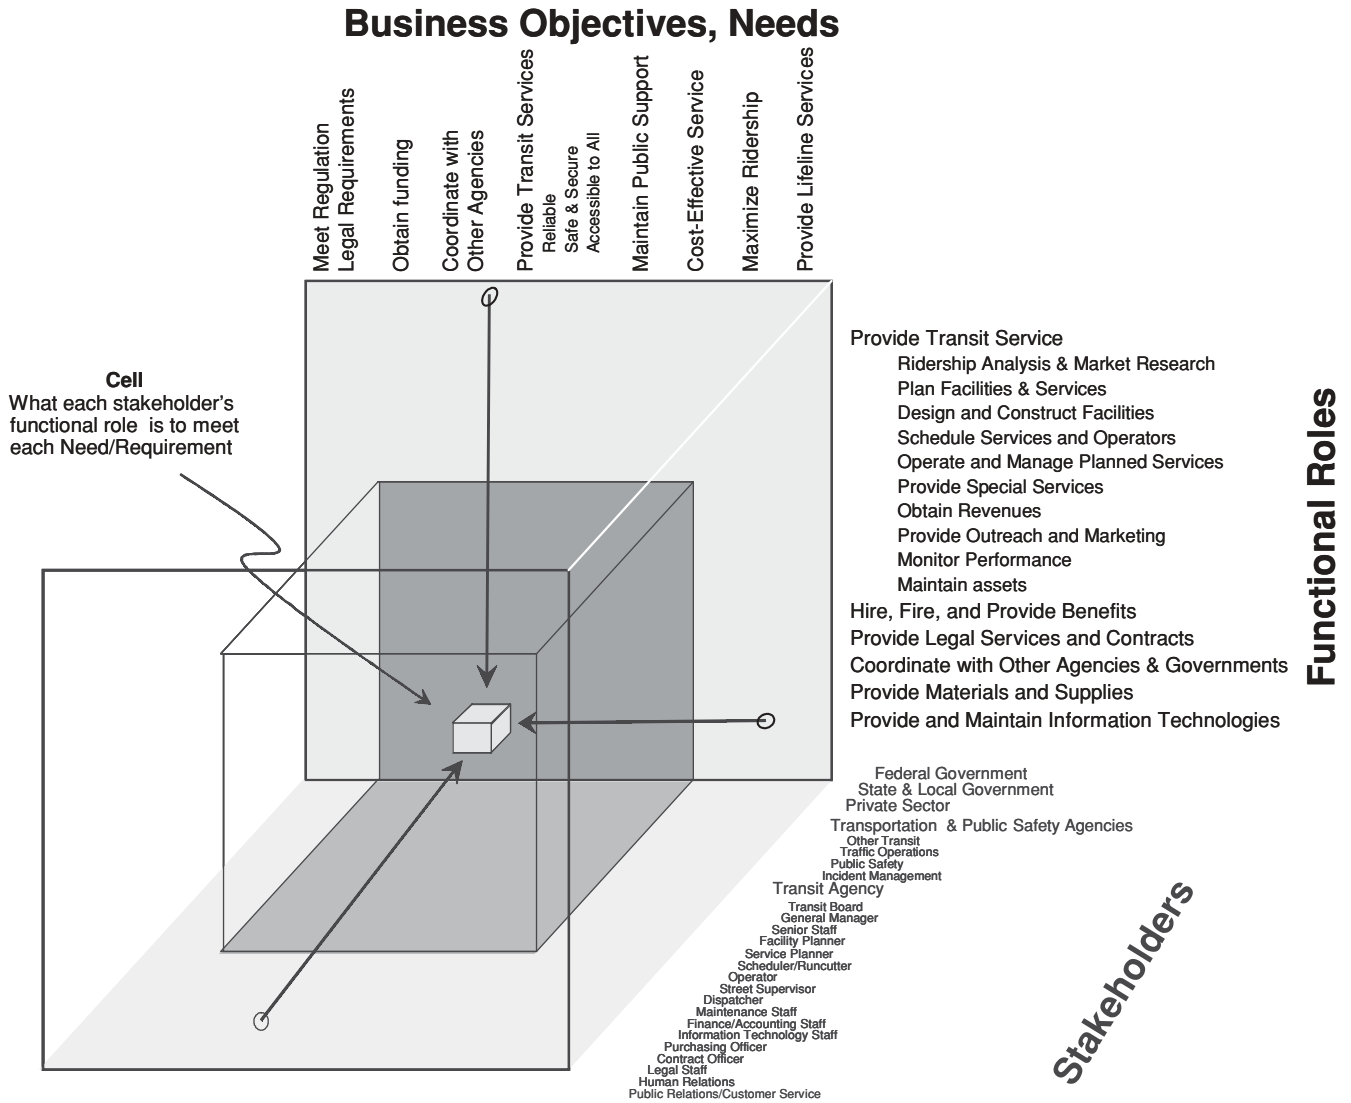 Business Objectives, Needs
Meet Regulation
Legal Requirements
Obtain funding
Coordinate with
Other Agencies
Provide Transit Services
Reliable
Safe & Secure
Accessible to All
Maintain Public Support
Cost-Effective Service
Maximize Ridership
Provide Lifeline Services
Cell
What each stakeholder's
functional role is to meet
each Need/Requirement
Functional Roles
Provide Transit Service
Ridership Analysis & Market Research
Plan Facilities & Services
Design and Construct Facilities
Schedule Services and Operators
Operate and Manage Planned Services
Provide Special Services
Obtain Revenues
Provide Outreach and Marketing
Monitor Performance
Maintain assets
Hire, Fire, and Provide Benefits
Provide Legal Services and Contracts
Coordinate with Other Agencies & Governments
Provide Materials and Supplies
Provide and Maintain Information Technologies
Federal Government
State & Local Government
Private Sector
Transportation & Public Safety Agencies
Other Transit
Traffic Operations
Public Safety
Incident Management
Transit Agency
Transit Board
General Manager
Senior Staff
Facility Planner
Service Planner
Scheduler/Runcutter
Operator
Street Supervisor
Dispatcher
Maintenance Staff
Finance/Accounting Staff
Information Technology Staff
Purchasing Officer
Contract Officer
Legal Staff
Human Relations
Public Relations/Customer Service
Stakeholders